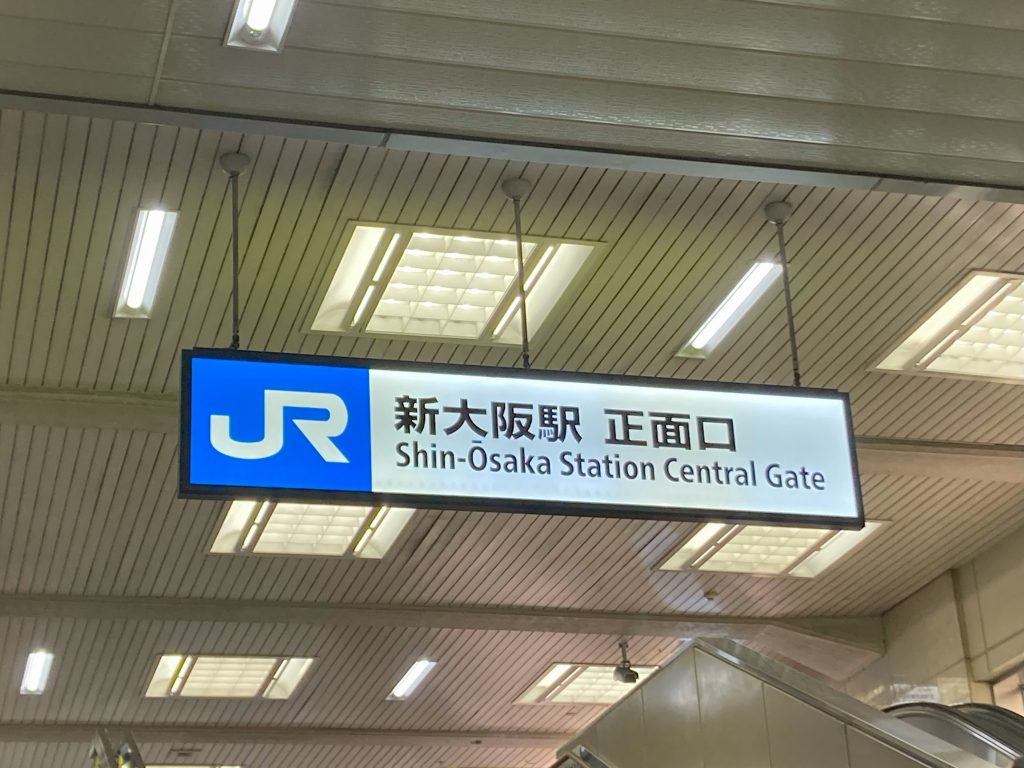 JR
新大阪駅 正面口
Shin-Ōsaka Station Central Gate